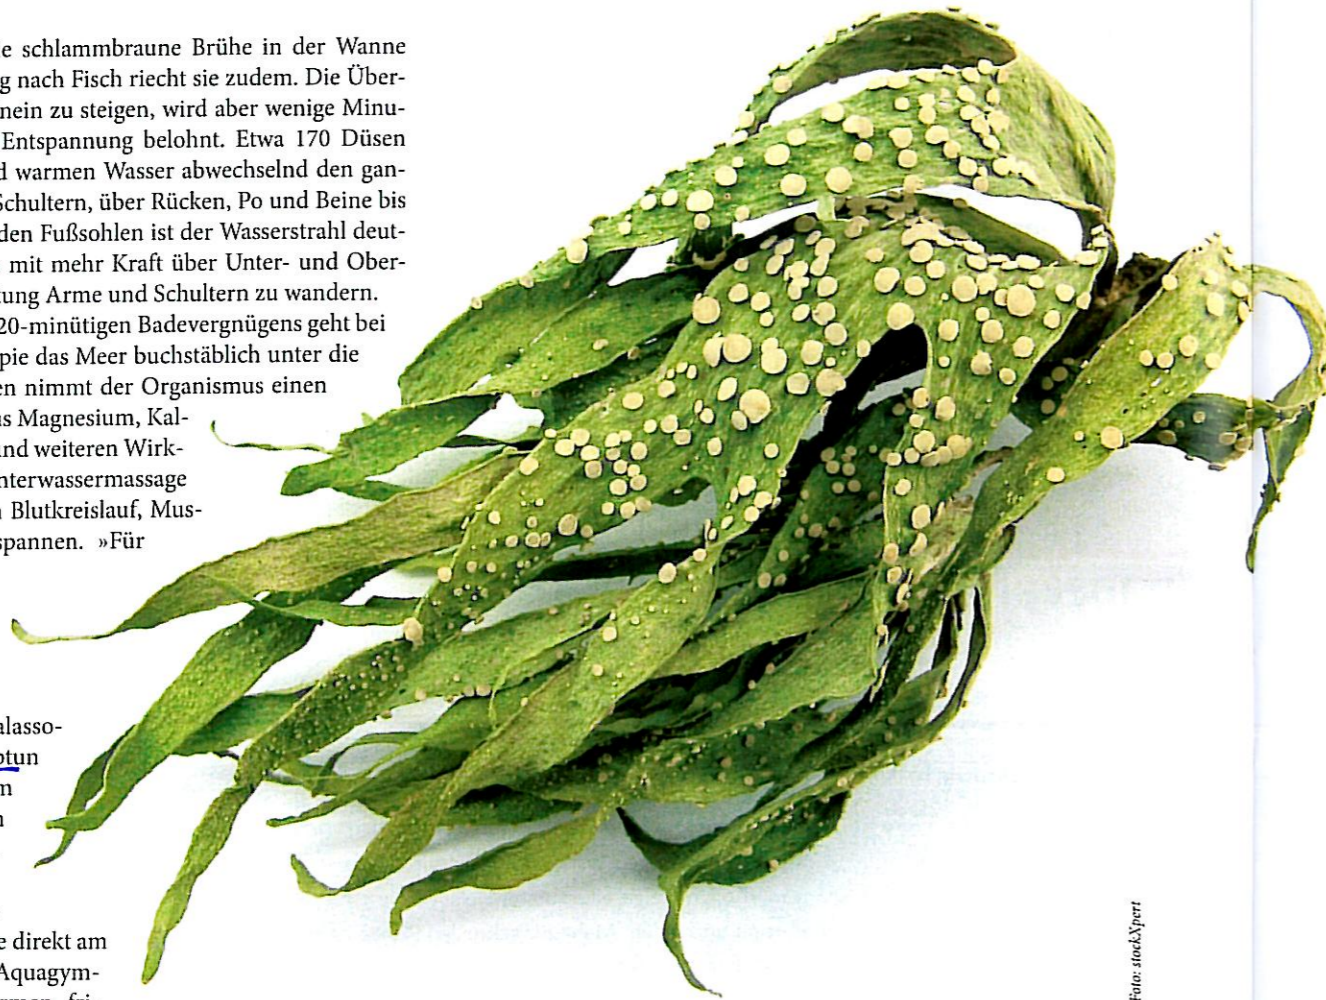 e schlammbraune Brühe in der Wanne
g nach Fisch riecht sie zudem. Die Über-
nein zu steigen, wird aber wenige Minu-
Entspannung belohnt. Etwa 170 Düsen
d warmen Wasser abwechselnd den gan-
Schultern, über Rücken, Po und Beine bis
den Fußsohlen ist der Wasserstrahl deut-
mit mehr Kraft über Unter- und Ober-
tung Arme und Schultern zu wandern.
20-minütigen Badevergnügens geht bei
pie das Meer buchstäblich unter die
en nimmt der Organismus einen
us Magnesium, Kal-
und weiteren Wirk-
nterwassermassage
n Blutkreislauf, Mus-
spannen. »Für
alasso-
ptun
m
n
e direkt am
Aquagym-
Foto: stockXpert